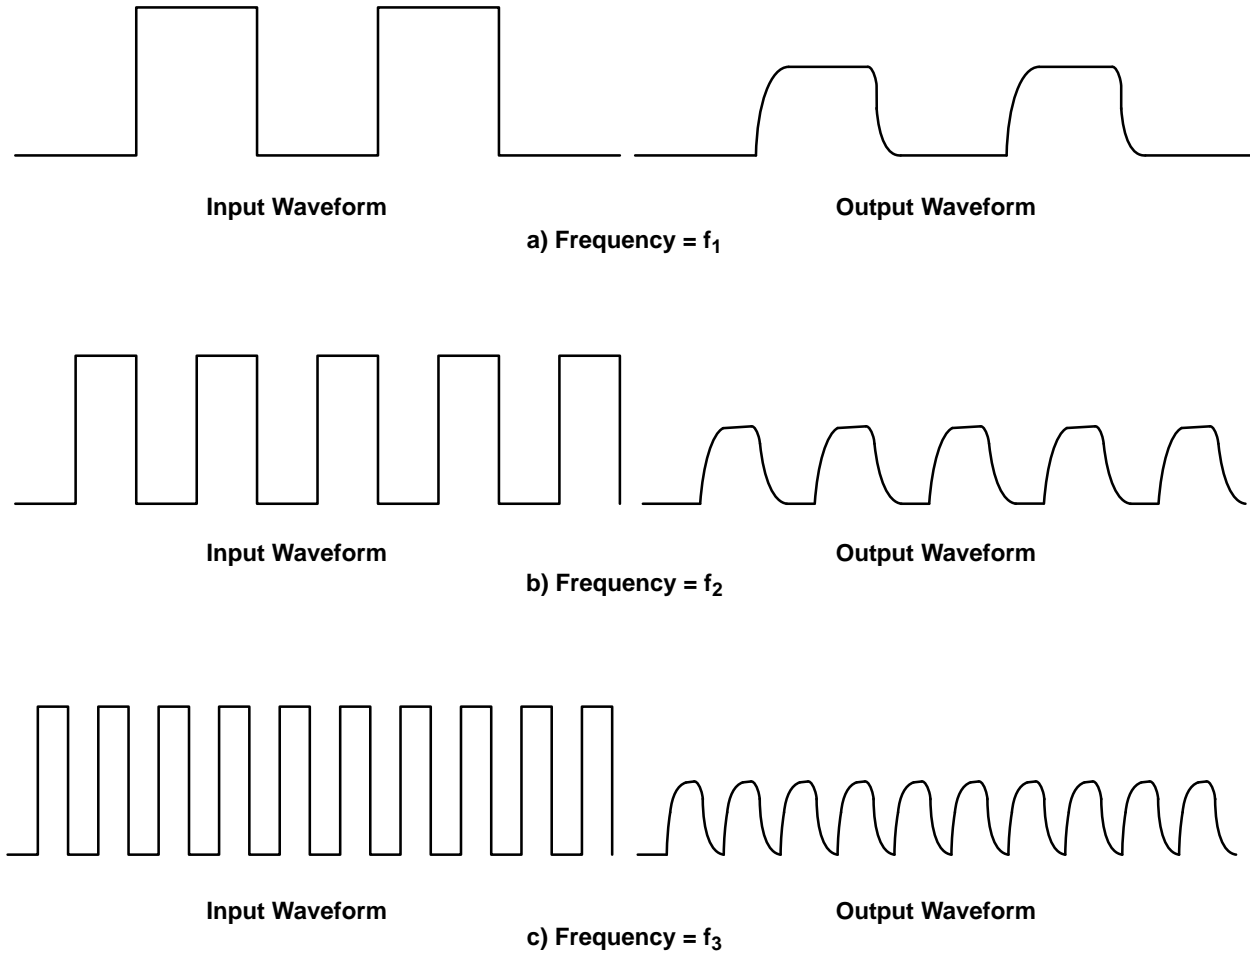 Input Waveform
Output Waveform
a) Frequency = f1
Input Waveform
Output Waveform
b) Frequency = f2
Input Waveform
Output Waveform
c) Frequency = f3